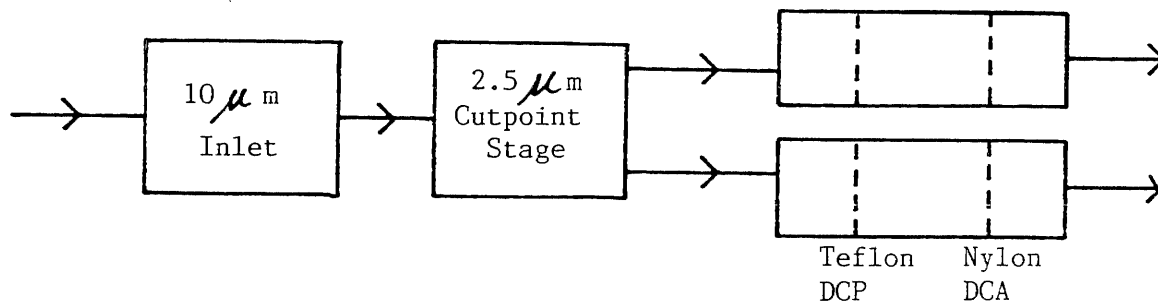 10 μm
Inlet
2.5 μm
Cutpoint
Stage
Teflon
DCP
Nylon
DCA